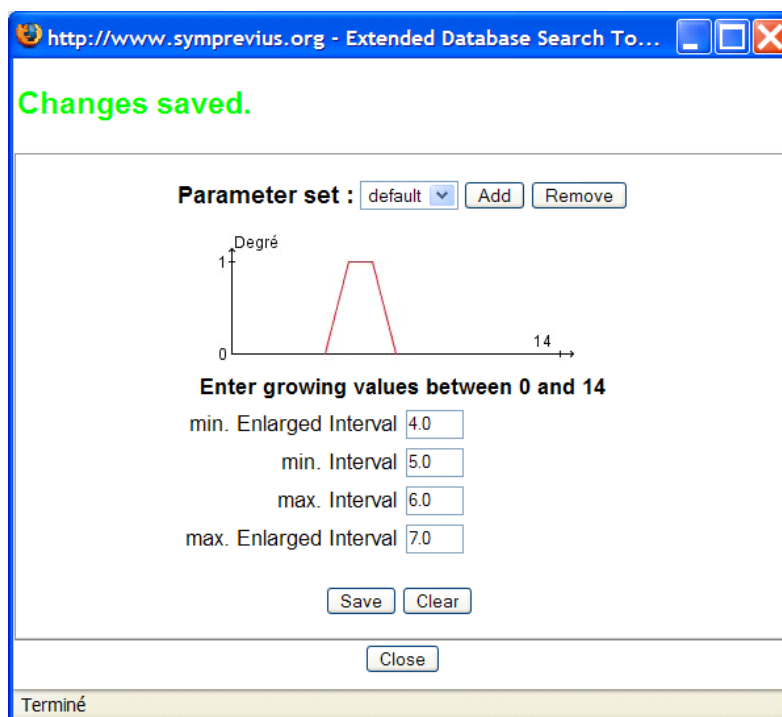 http://www.symprevius.org - Extended Database Search To...
Changes saved.
Parameter set : default Add Remove
Degré
1
14
0
Enter growing values between 0 and 14
min. Enlarged Interval 4.0
min. Interval 5.0
max. Interval 6.0
max. Enlarged Interval 7.0
Save Clear
Close
Terminé